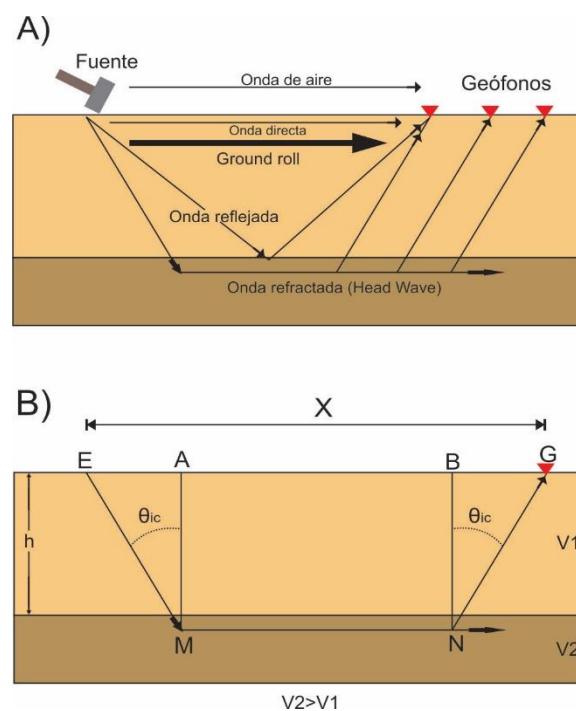 A)
Fuente
Onda de aire
Geófonos
Onda directa
Ground roll
Onda reflejada
Onda refractada (Head Wave)
B)
X
E
A
B
G
θic
θic
h
V1
M
N
V2
V2>V1